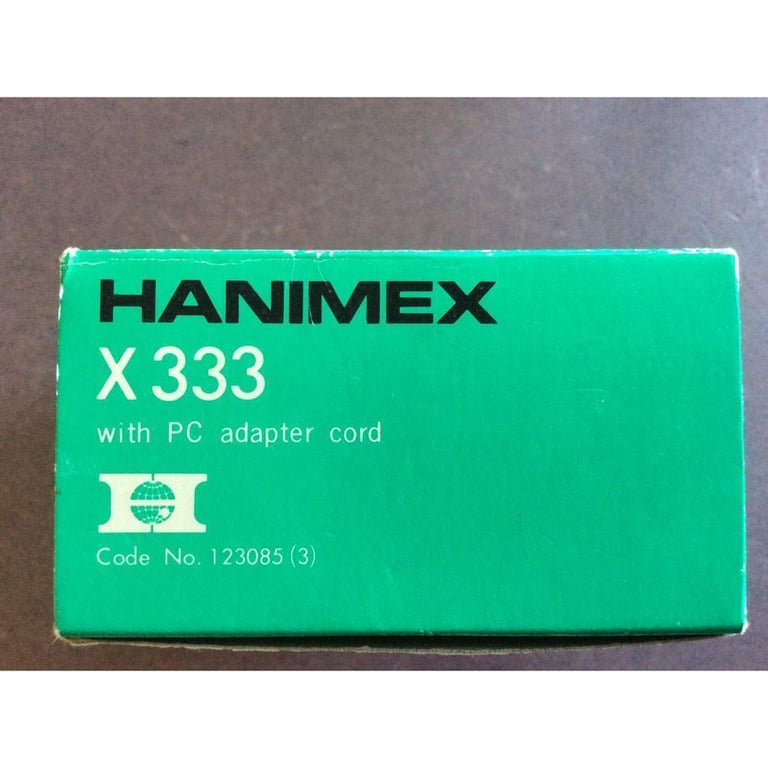 HANIMEX
X 333
with PC adapter cord
Code No. 123085 (3)